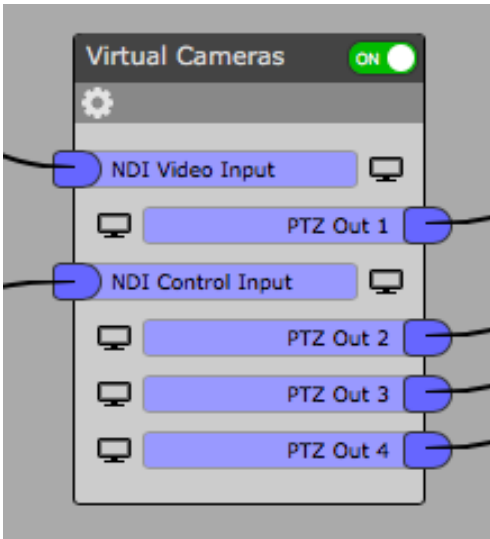 Virtual Cameras
ON
NDI Video Input
PTZ Out 1
NDI Control Input
PTZ Out 2
PTZ Out 3
PTZ Out 4